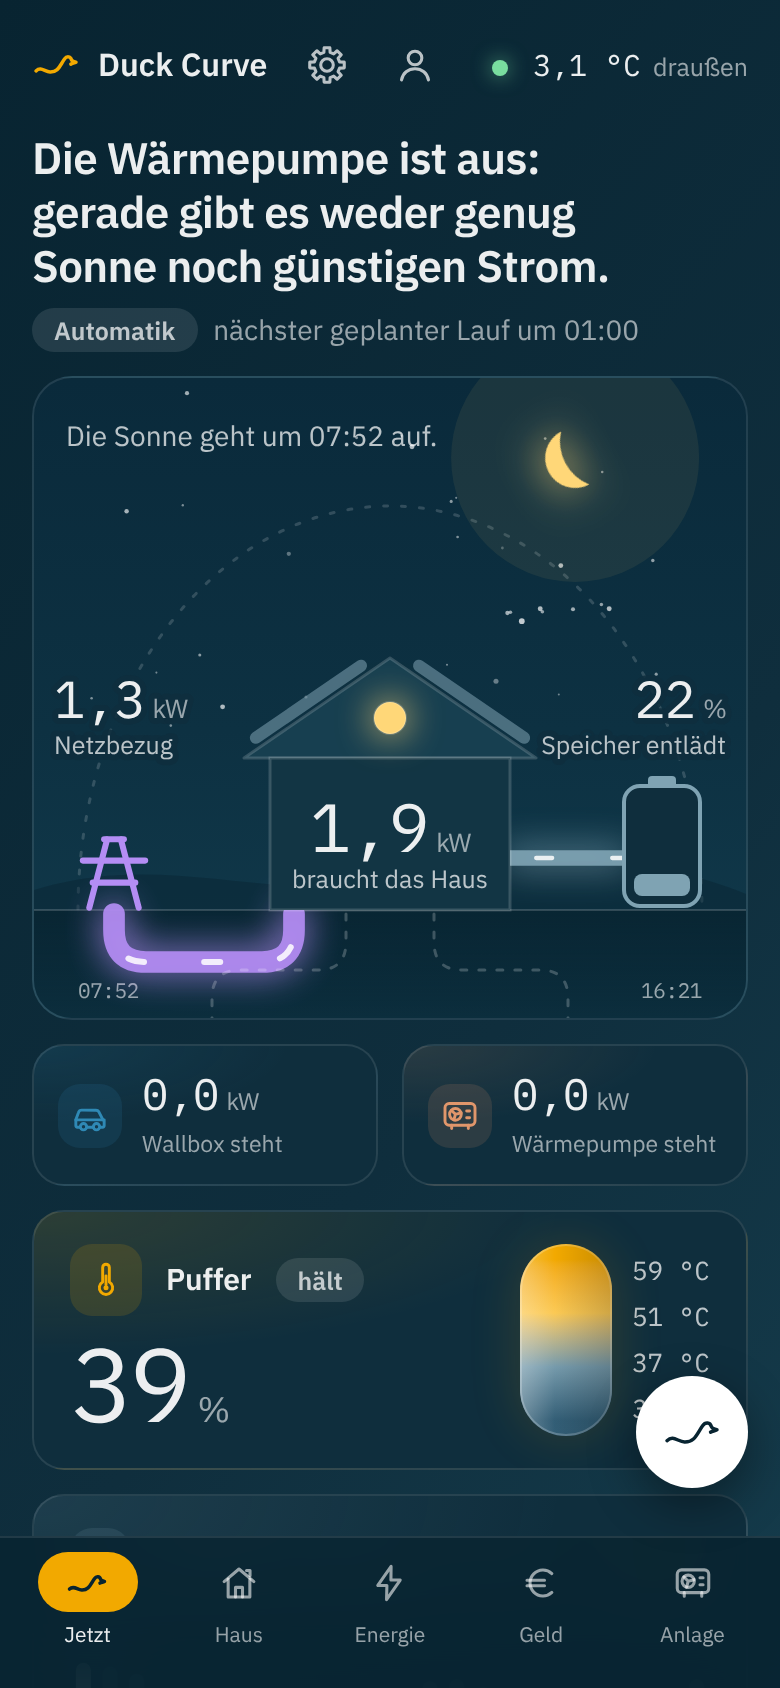 Duck Curve
3,1 °C draußen
Die Wärmepumpe ist aus:
gerade gibt es weder genug
Sonne noch günstigen Strom.
Automatik nächster geplanter Lauf um 01:00
Die Sonne geht um 07:52 auf.
1,3 kW
Netzbezug
22 %
Speicher entlädt
1,9 kW
braucht das Haus
07:52
16:21
0,0 kW
Wallbox steht
0,0 kW
Wärmepumpe steht
Puffer
hält
39 %
59 °C
51 °C
37 °C
Jetzt
Haus
Energie
Geld
Anlage